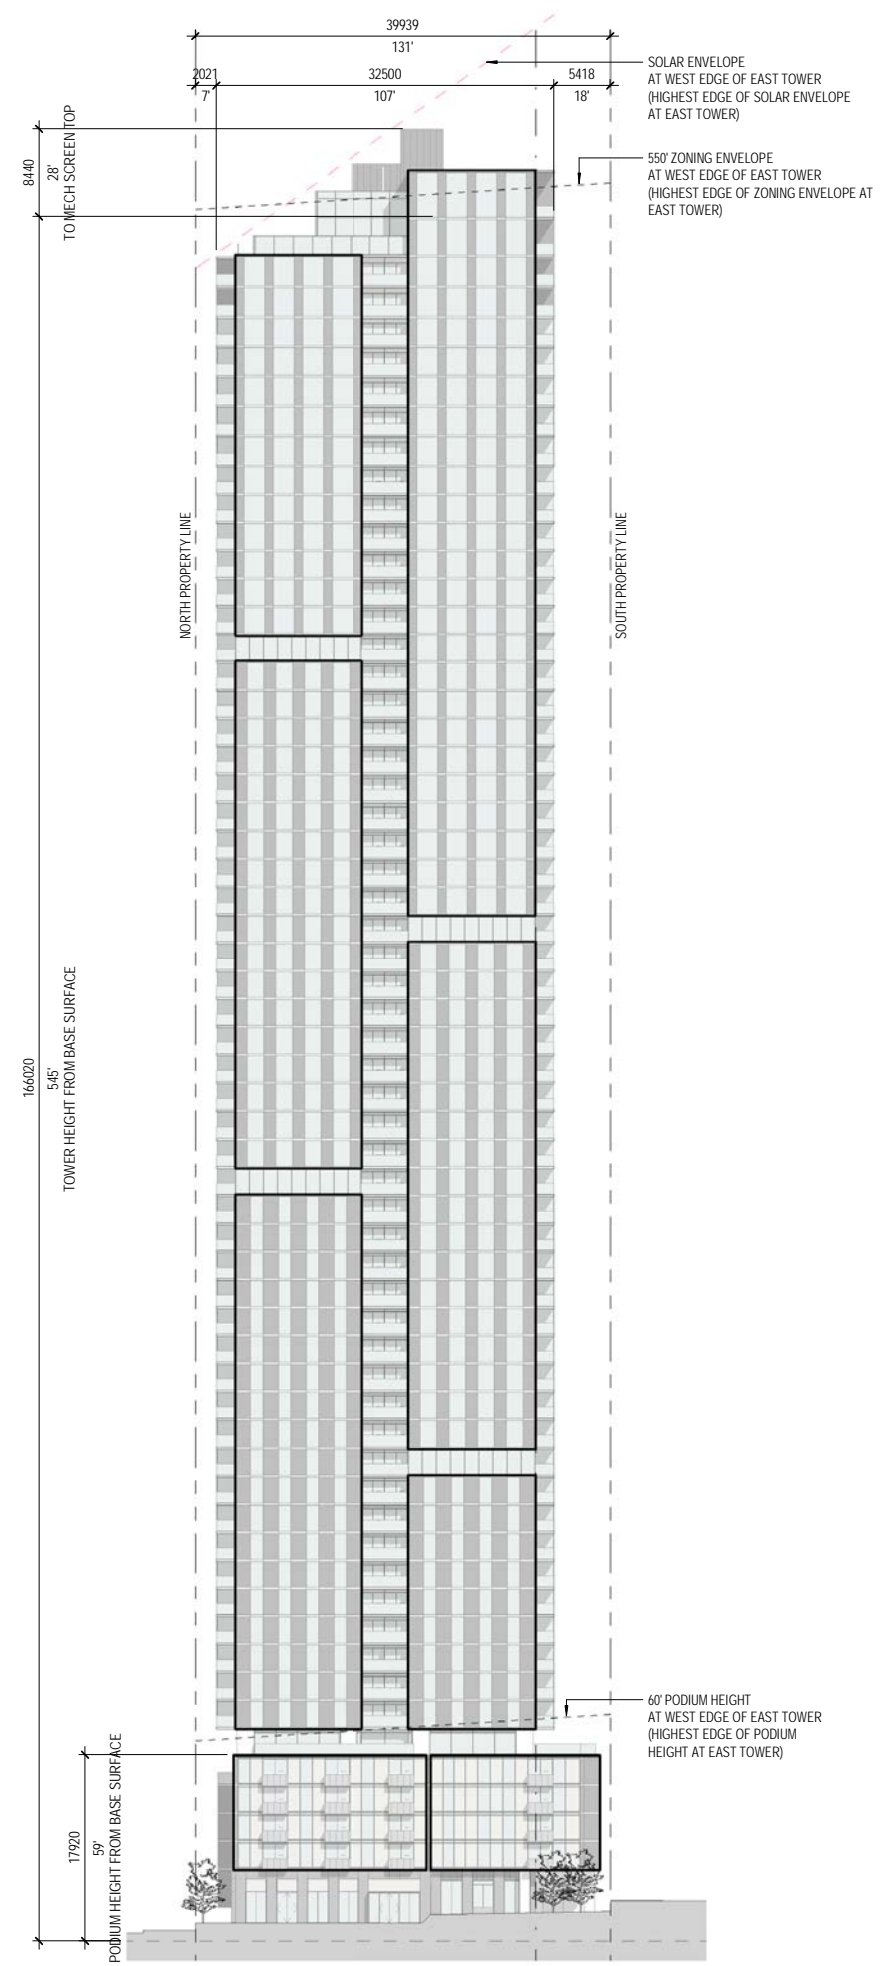 39939
131'
2021
7'
32500
107'
5418
18'
SOLAR ENVELOPE
AT WEST EDGE OF EAST TOWER
(HIGHEST EDGE OF SOLAR ENVELOPE
AT EAST TOWER)
550' ZONING ENVELOPE
AT WEST EDGE OF EAST TOWER
(HIGHEST EDGE OF ZONING ENVELOPE AT
EAST TOWER)
8440
28'
TO MECH SCREEN TOP
NORTH PROPERTY LINE
SOUTH PROPERTY LINE
166020
545'
TOWER HEIGHT FROM BASE SURFACE
60' PODIUM HEIGHT
AT WEST EDGE OF EAST TOWER
(HIGHEST EDGE OF PODIUM
HEIGHT AT EAST TOWER)
17920
59'
PODIUM HEIGHT FROM BASE SURFACE